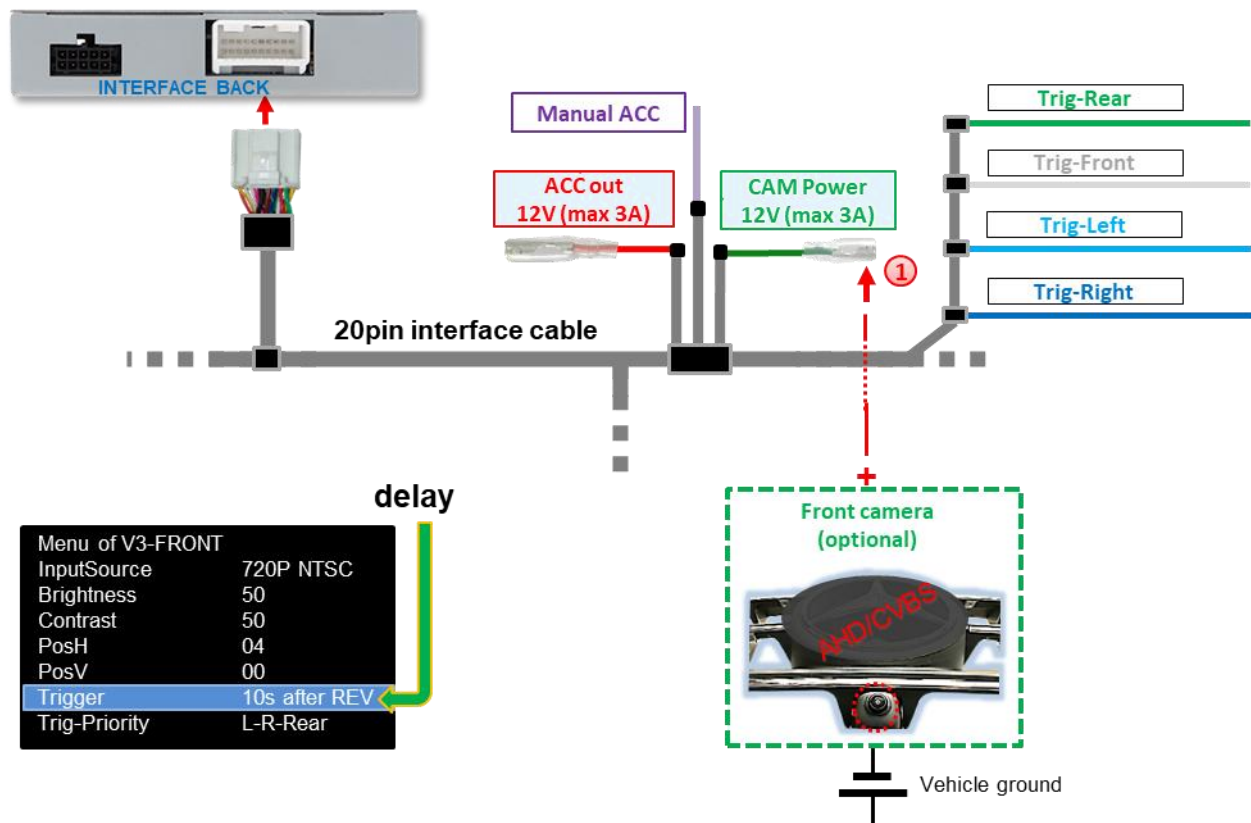 INTERFACE BACK
Manual ACC
ACC out
12V (max 3A)
CAM Power
12V (max 3A)
Trig-Rear
Trig-Front
Trig-Left
Trig-Right
1
20pin interface cable
delay
Menu of V3-FRONT
InputSource 720P NTSC
Brightness 50
Contrast 50
PosH 04
PosV 00
Trigger 10s after REV
Trig-Priority L-R-Rear
+
Front camera
(optional)
AHD/CVBS
Vehicle ground